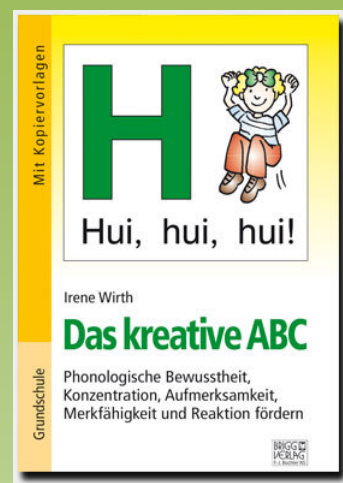 Mit Kopiervorlagen
H
Hui, hui, hui!
Irene Wirth
Das kreative ABC
Phonologische Bewusstheit,
Konzentration, Aufmerksamkeit,
Merkfähigkeit und Reaktion fördern
Grundschule
BRIGG
VERLAG